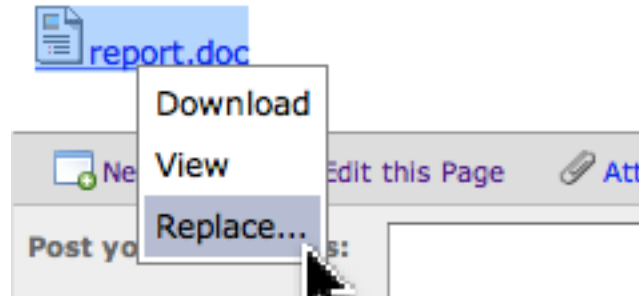 report.doc
Download
View
Replace...
Ne
Edit this Page
Att
Post yo
s: